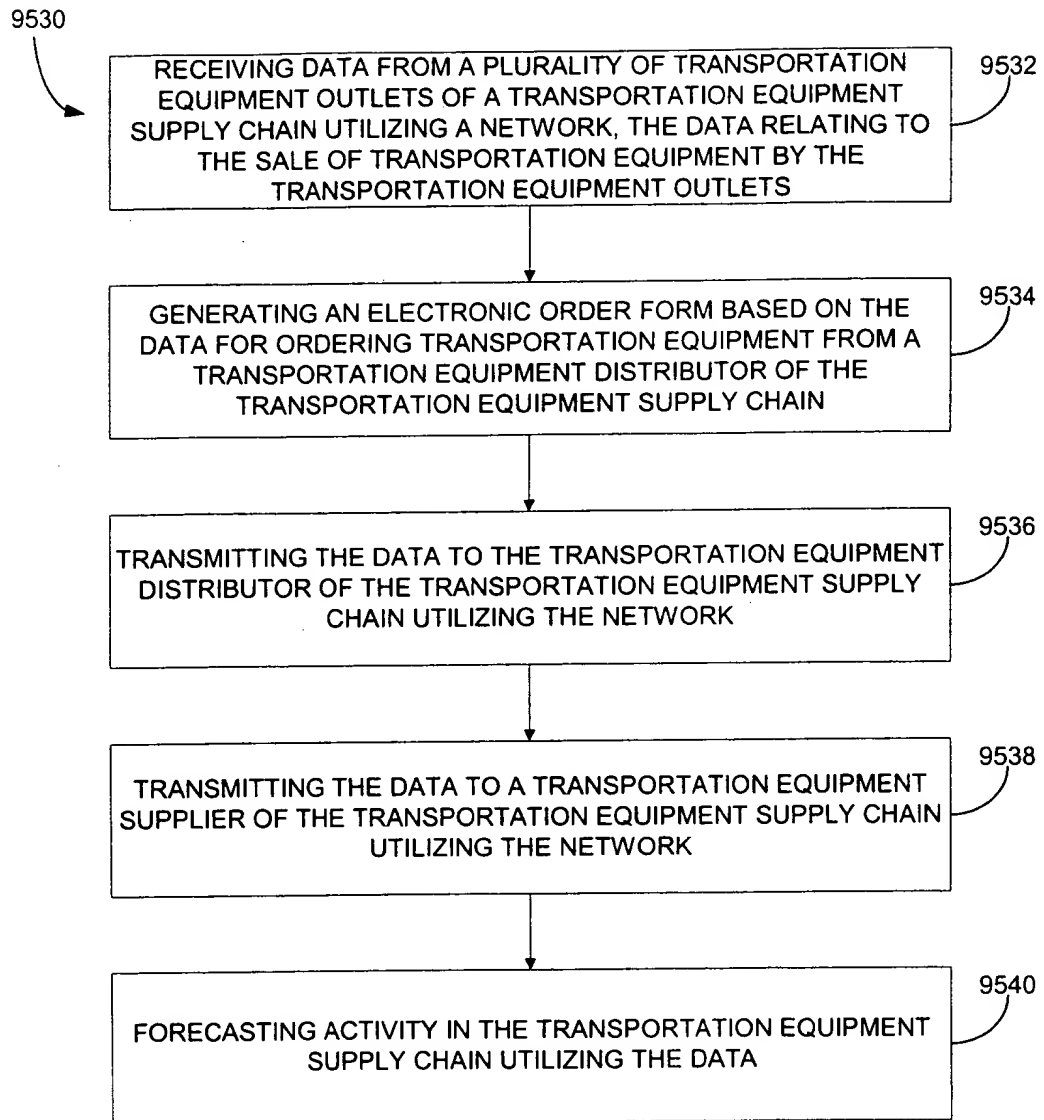 9530
RECEIVING DATA FROM A PLURALITY OF TRANSPORTATION
EQUIPMENT OUTLETS OF A TRANSPORTATION EQUIPMENT
SUPPLY CHAIN UTILIZING A NETWORK, THE DATA RELATING TO
THE SALE OF TRANSPORTATION EQUIPMENT BY THE
TRANSPORTATION EQUIPMENT OUTLETS
9532
GENERATING AN ELECTRONIC ORDER FORM BASED ON THE
DATA FOR ORDERING TRANSPORTATION EQUIPMENT FROM A
TRANSPORTATION EQUIPMENT DISTRIBUTOR OF THE
TRANSPORTATION EQUIPMENT SUPPLY CHAIN
9534
TRANSMITTING THE DATA TO THE TRANSPORTATION EQUIPMENT
DISTRIBUTOR OF THE TRANSPORTATION EQUIPMENT SUPPLY
CHAIN UTILIZING THE NETWORK
9536
TRANSMITTING THE DATA TO A TRANSPORTATION EQUIPMENT
SUPPLIER OF THE TRANSPORTATION EQUIPMENT SUPPLY CHAIN
UTILIZING THE NETWORK
9538
FORECASTING ACTIVITY IN THE TRANSPORTATION EQUIPMENT
SUPPLY CHAIN UTILIZING THE DATA
9540